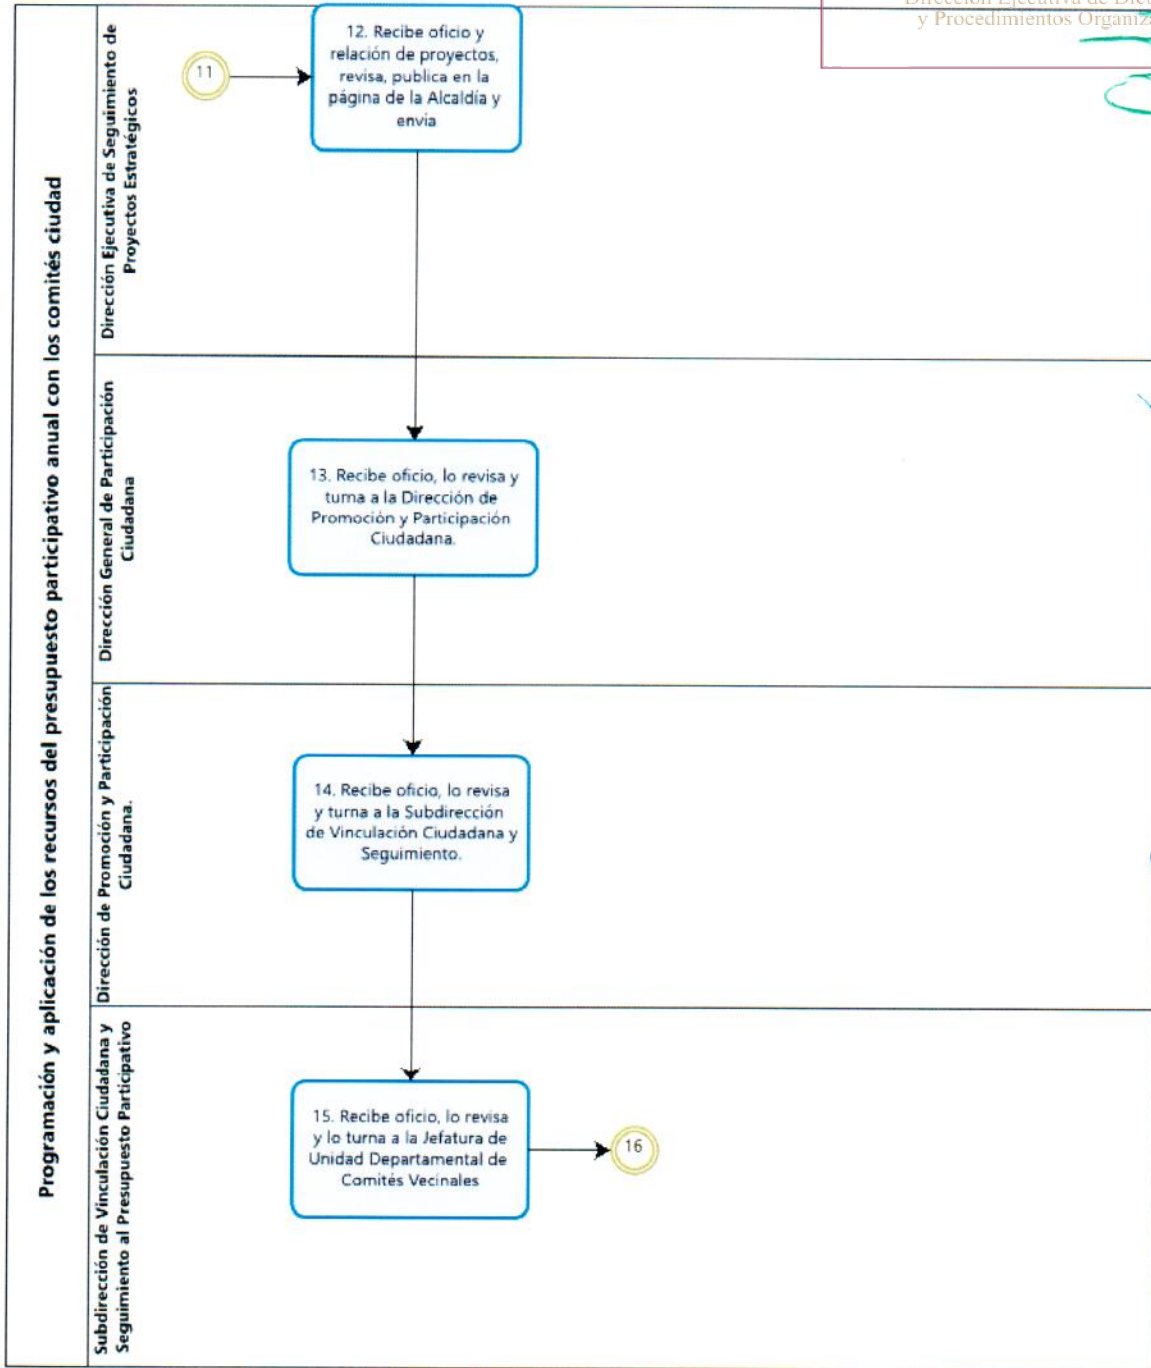 Dirección Ejecutiva de
y Procedimientos Organiz
Programación y aplicación de los recursos del presupuesto participativo anual con los comités ciudad
Dirección Ejecutiva de Seguimiento de
Proyectos Estratégicos
11
12. Recibe oficio y
relación de proyectos,
revisa, publica en la
página de la Alcaldía y
envia
Dirección General de Participación
Ciudadana
13. Recibe oficio, lo revisa y
turna a la Dirección de
Promoción y Participación
Ciudadana.
Dirección de Promoción y Participación
Ciudadana.
14. Recibe oficio, lo revisa
y turna a la Subdirección
de Vinculación Ciudadana y
Seguimiento.
Subdirección de Vinculación Ciudadana y
Seguimiento al Presupuesto Participativo
15. Recibe oficio, lo revisa
y lo turna a la Jefatura de
Unidad Departamental de
Comités Vecinales
16